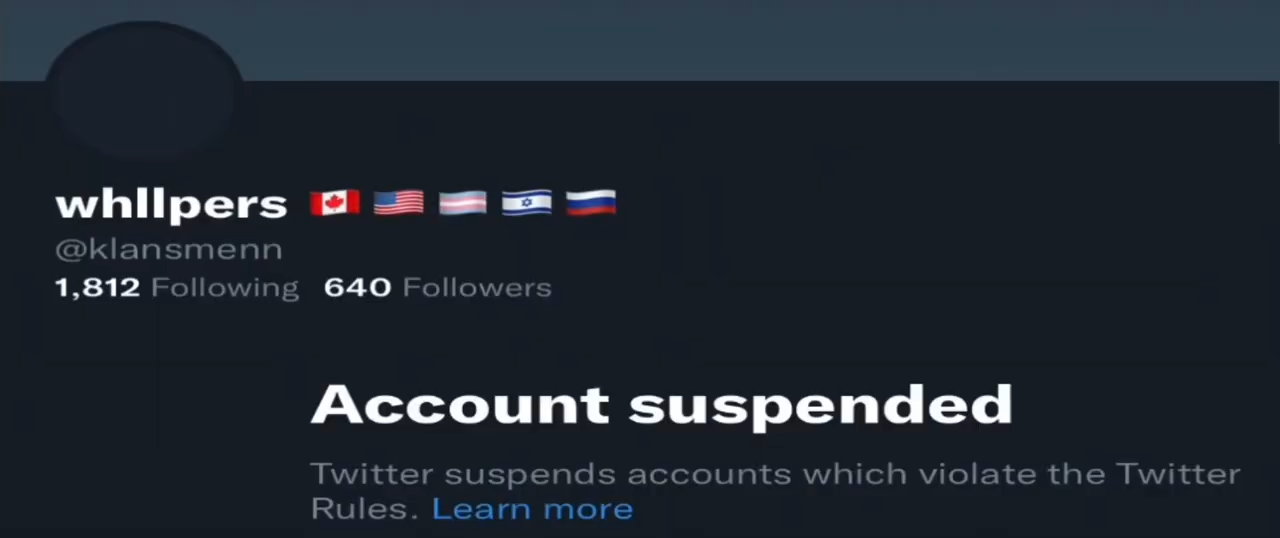 whllpers 🇨🇦 🇺🇸 🏳️‍⚧️ 🇮🇱 🇷🇺
@klansmenn
1,812 Following 640 Followers
Account suspended
Twitter suspends accounts which violate the Twitter
Rules. Learn more